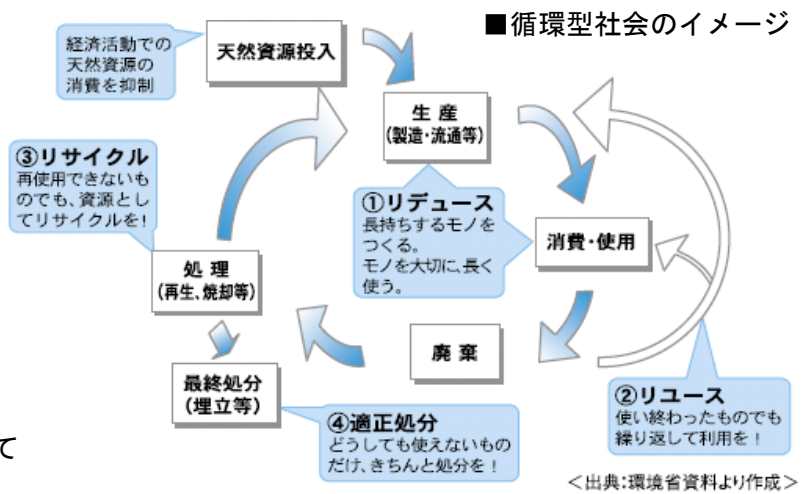 ■循環型社会のイメージ
経済活動での
天然資源の
消費を抑制
天然資源投入
生 産
(製造・流通等)
③リサイクル
再使用できないも
のでも、資源とし
てリサイクルを！
①リデュース
長持ちするモノを
つくる。
モノを大切に、長く
使う。
消費・使用
処 理
(再生、焼却等)
廃 棄
最終処分
(埋立等)
②リユース
使い終わったものでも
繰り返して利用を！
④適正処分
どうしても使えないもの
だけ、きちんと処分を！
て
＜出典:環境省資料より作成＞